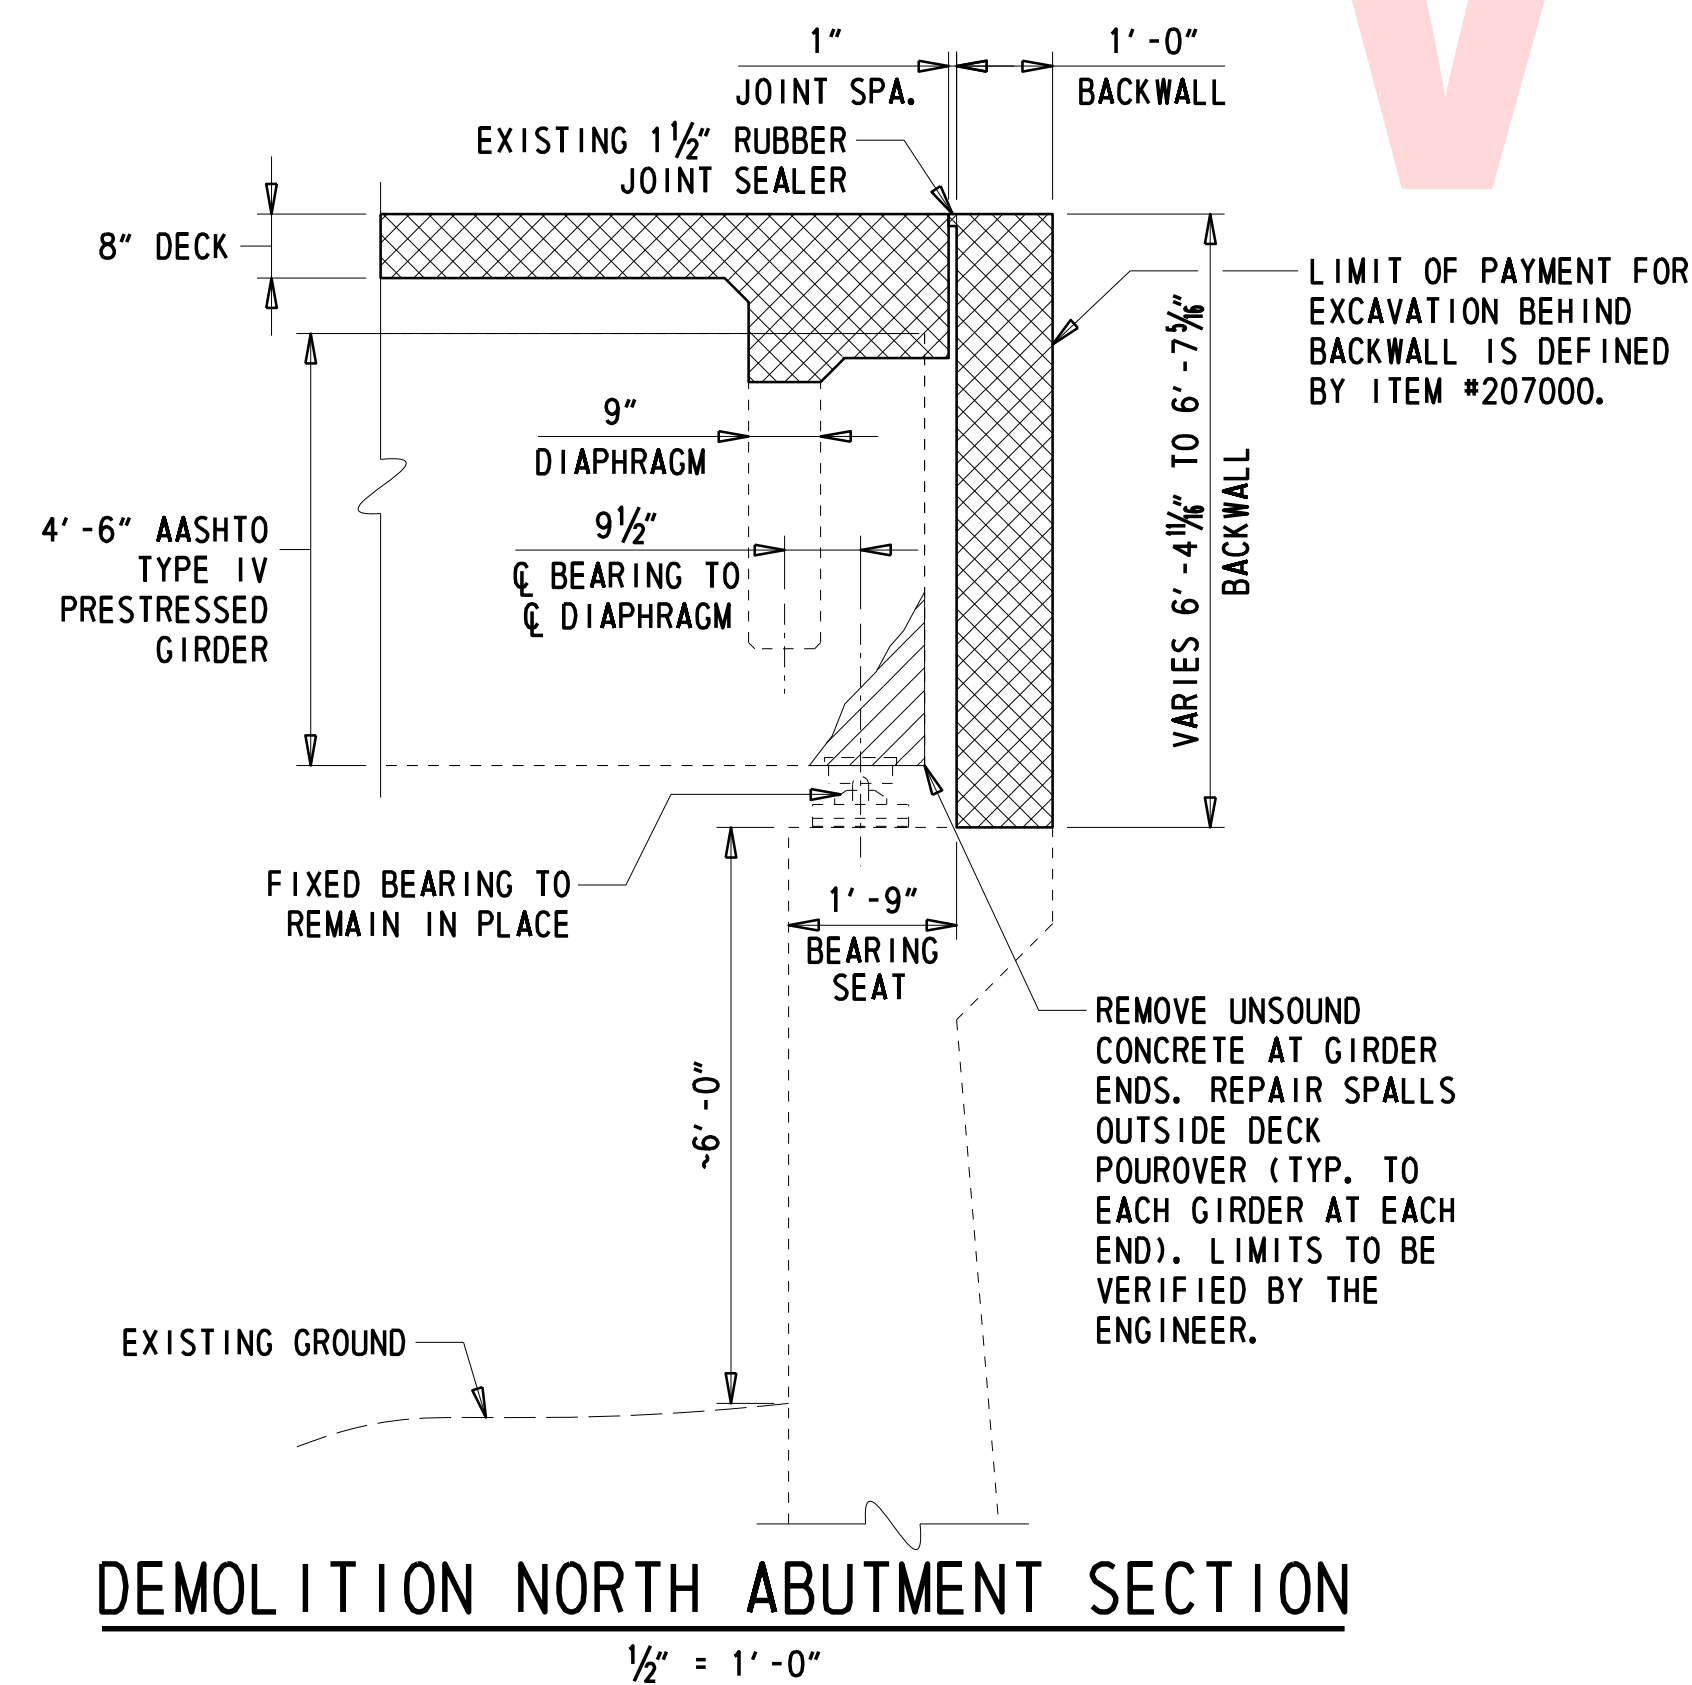 1"
JOINT SPA.
1'-0"
BACKWALL
EXISTING 1½" RUBBER
JOINT SEALER
8" DECK
LIMIT OF PAYMENT FOR
EXCAVATION BEHIND
BACKWALL IS DEFINED
BY ITEM #207000.
VARIES 6'-4 11/16" TO 6'-7 5/16"
BACKWALL
9"
DIAPHRAGM
4'-6" AASHTO
TYPE IV
PRESTRESSED
GIRDER
9½"
℄ BEARING TO
℄ DIAPHRAGM
FIXED BEARING TO
REMAIN IN PLACE
1'-9"
BEARING
SEAT
~6'-0"
REMOVE UNSOUND
CONCRETE AT GIRDER
ENDS. REPAIR SPALLS
OUTSIDE DECK
POUROVER (TYP. TO
EACH GIRDER AT EACH
END). LIMITS TO BE
VERIFIED BY THE
ENGINEER.
EXISTING GROUND
DEMOLITION NORTH ABUTMENT SECTION
½" = 1'-0"